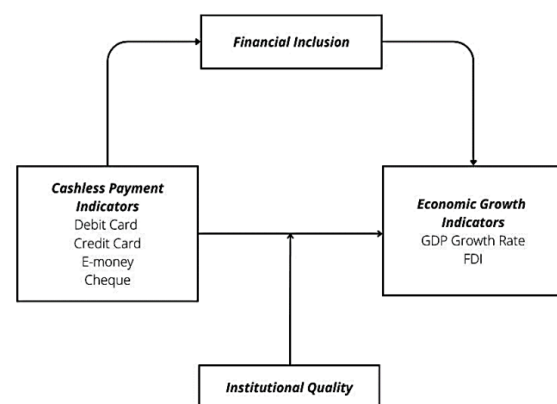 Financial Inclusion
Cashless Payment
Indicators
Debit Card
Credit Card
E-money
Cheque
Economic Growth
Indicators
GDP Growth Rate
FDI
Institutional Quality